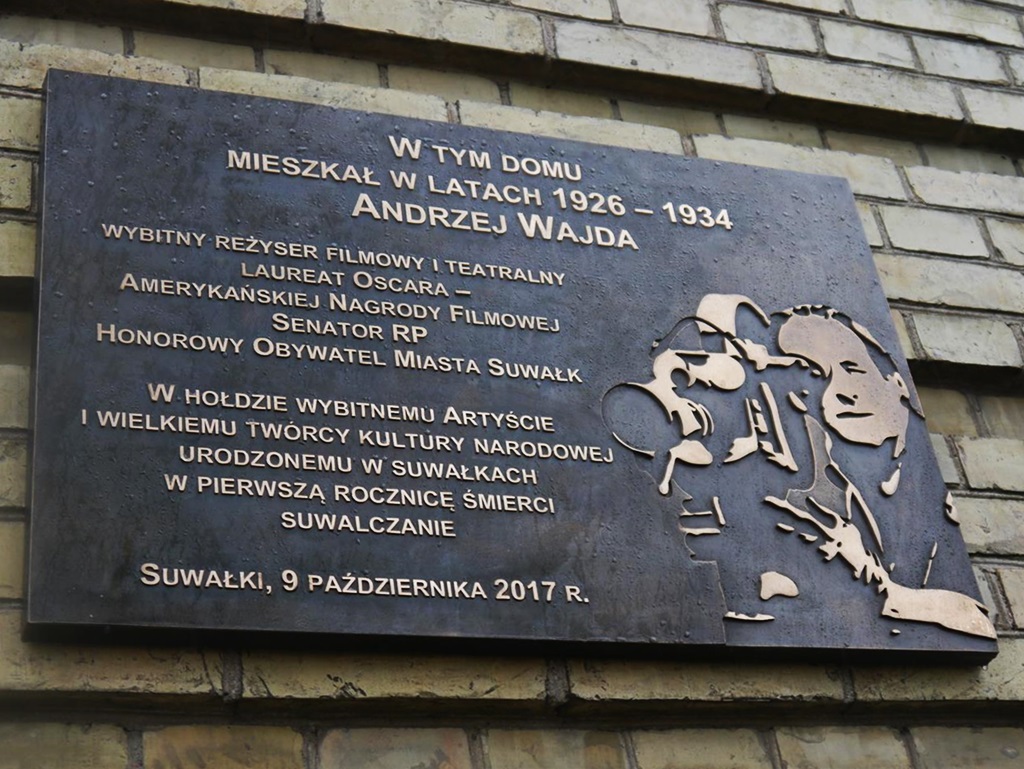 W TYM DOMU
MIESZKAŁ W LATACH 1926 – 1934
ANDRZEJ WAJDA
WYBITNY REŻYSER FILMOWY I TEATRALNY
LAUREAT OSCARA –
AMERYKAŃSKIEJ NAGRODY FILMOWEJ
SENATOR RP
HONOROWY OBYWATEL MIASTA SUWAŁK
W HOŁDZIE WYBITNEMU ARTYŚCIE
I WIELKIEMU TWÓRCY KULTURY NARODOWEJ
URODZONEMU W SUWAŁKACH
W PIERWSZĄ ROCZNICĘ ŚMIERCI
SUWALCZANIE
SUWAŁKI, 9 PAŹDZIERNIKA 2017 R.